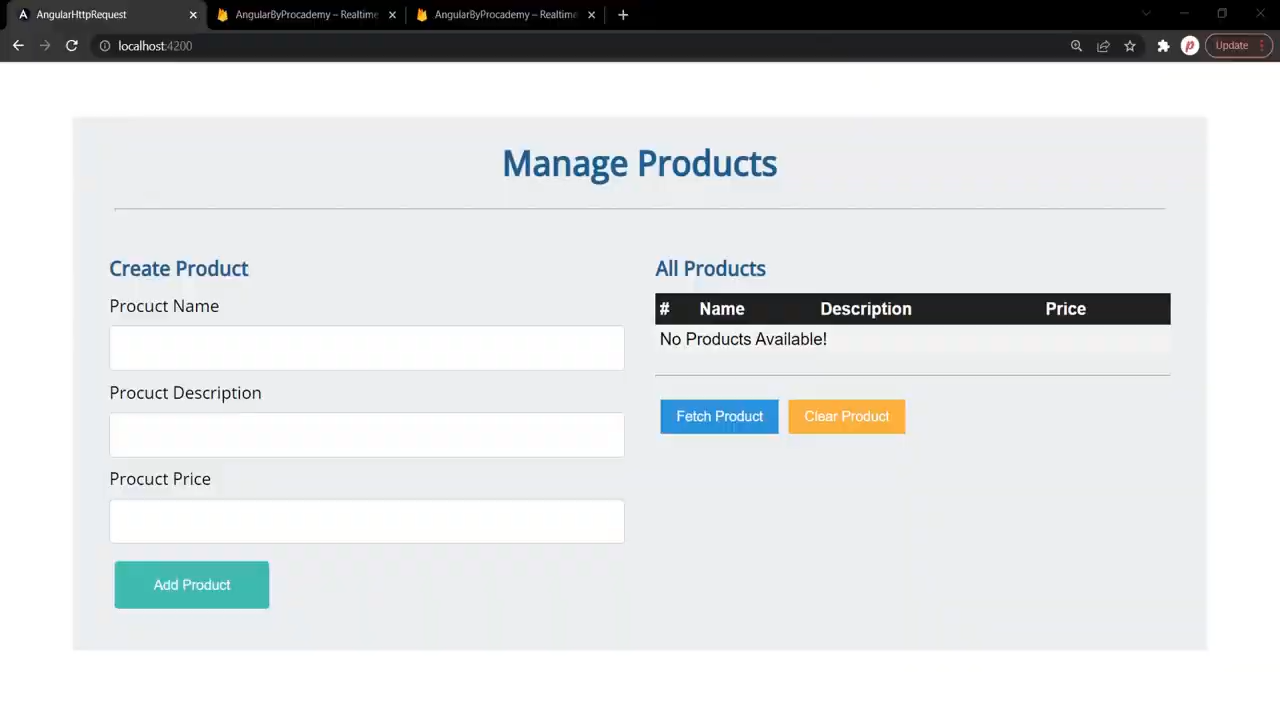 AngularHttpRequest
AngularByProcademy – Realtime
AngularByProcademy – Realtime
localhost:4200
Update
Manage Products
Create Product
Procuct Name
Procuct Description
Procuct Price
Add Product
All Products
# Name Description Price
No Products Available!
Fetch Product Clear Product